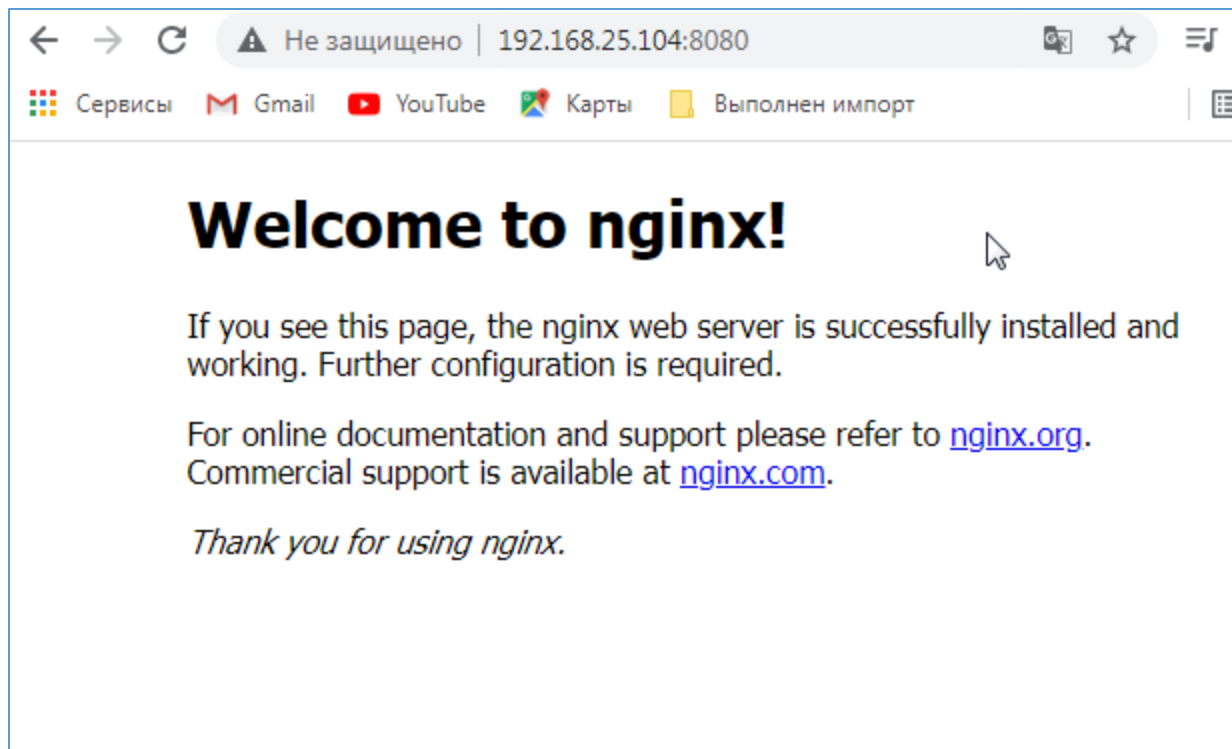 Не защищено 192.168.25.104:8080
Сервисы Gmail YouTube Карты Выполнен импорт
Welcome to nginx!
If you see this page, the nginx web server is successfully installed and
working. Further configuration is required.
For online documentation and support please refer to nginx.org.
Commercial support is available at nginx.com.
Thank you for using nginx.